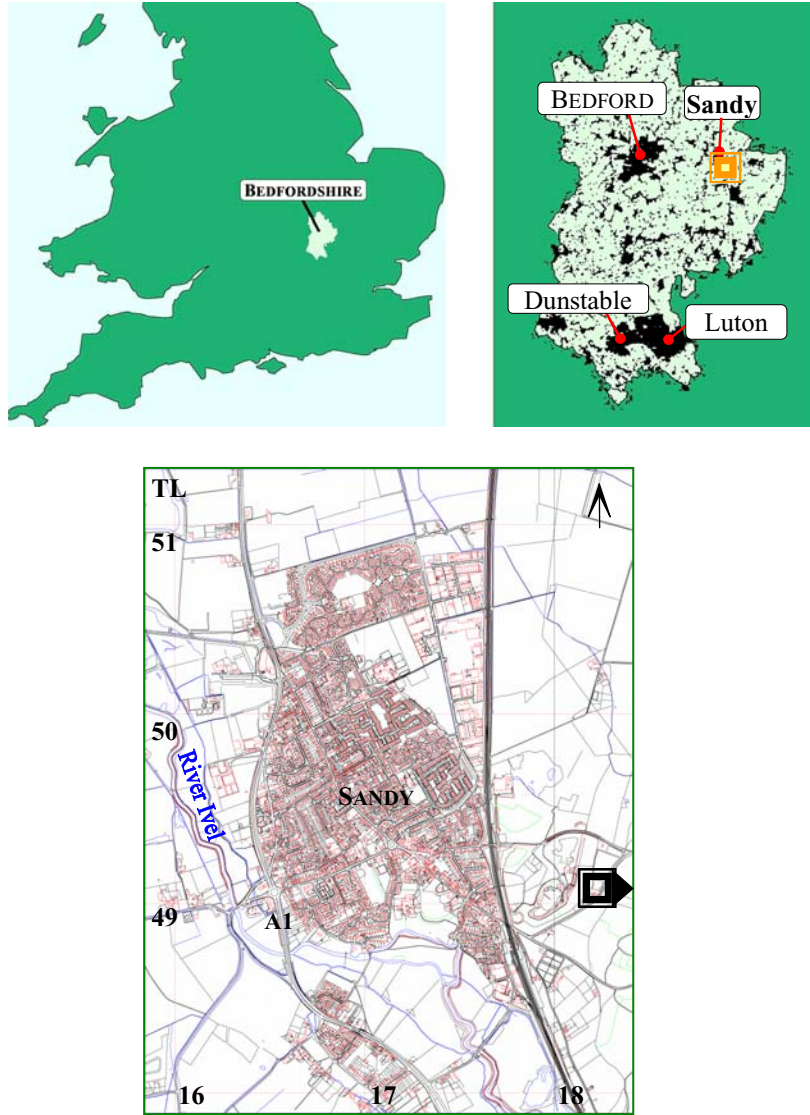 BEDFORDSHIRE
BEDFORD
Sandy
Dunstable
Luton
TL
51
50
River Ivel
SANDY
49
A1
16
17
18